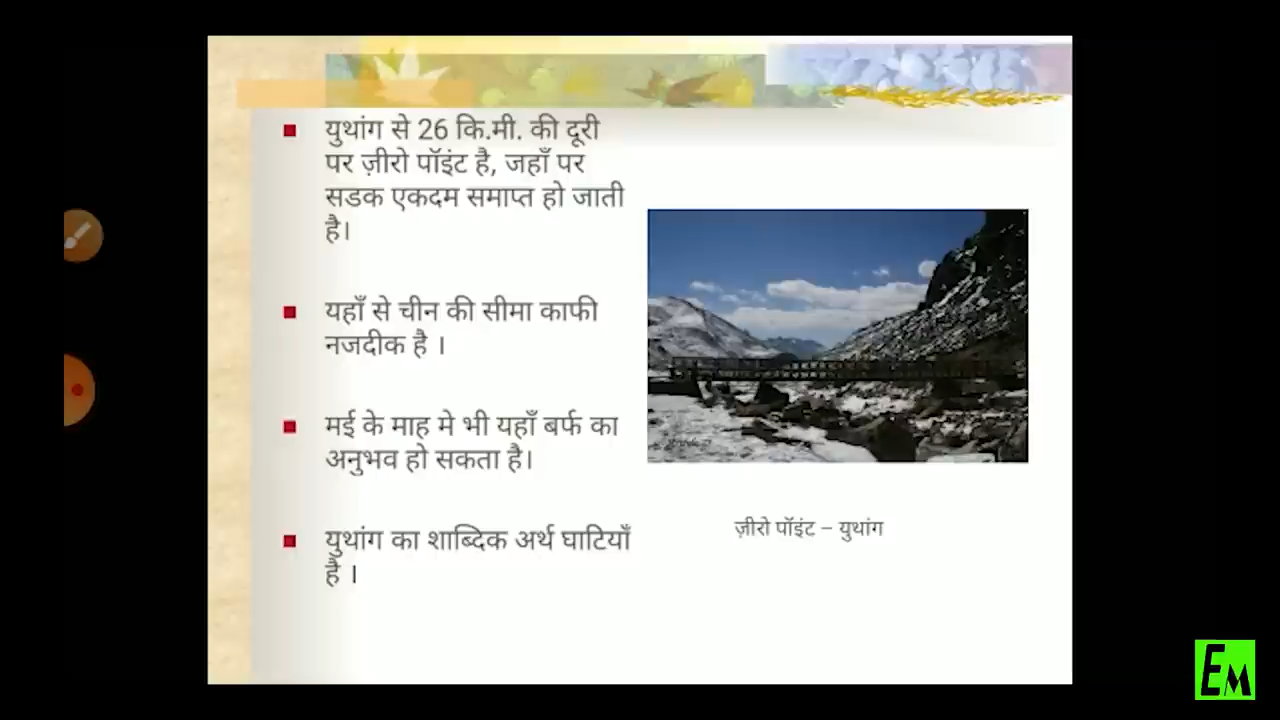 युथांग से 26 कि.मी. की दूरी
पर ज़ीरो पॉइंट है, जहाँ पर
सडक एकदम समाप्त हो जाती
है।
यहाँ से चीन की सीमा काफी
नजदीक है ।
मई के माह मे भी यहाँ बर्फ का
अनुभव हो सकता है।
युथांग का शाब्दिक अर्थ घाटियाँ
है ।
ज़ीरो पॉइंट – युथांग
EM